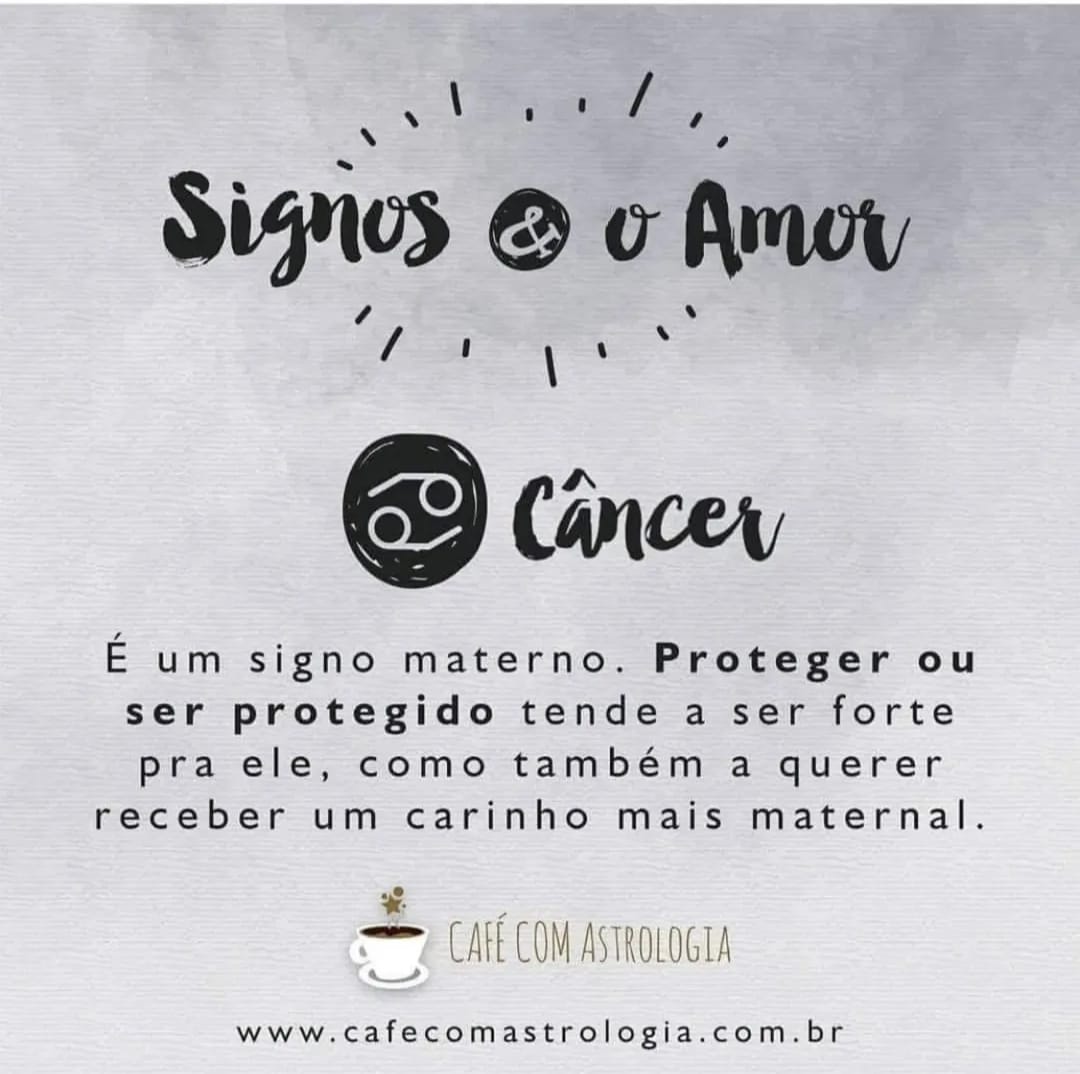 Signos & o Amor
Câncer
É um signo materno. Proteger ou
ser protegido tende a ser forte
pra ele, como também a querer
receber um carinho mais maternal.
CAFÉ COM ASTROLOGIA
www.cafecomastrologia.com.br